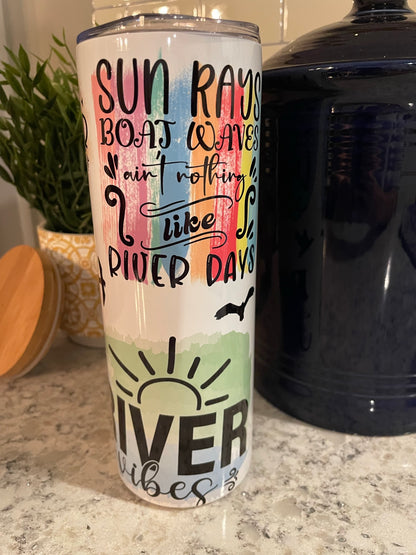 SUN RAYS
BOAT WAVES
ain't nothing
like
RIVER DAYS
IVER
vibes